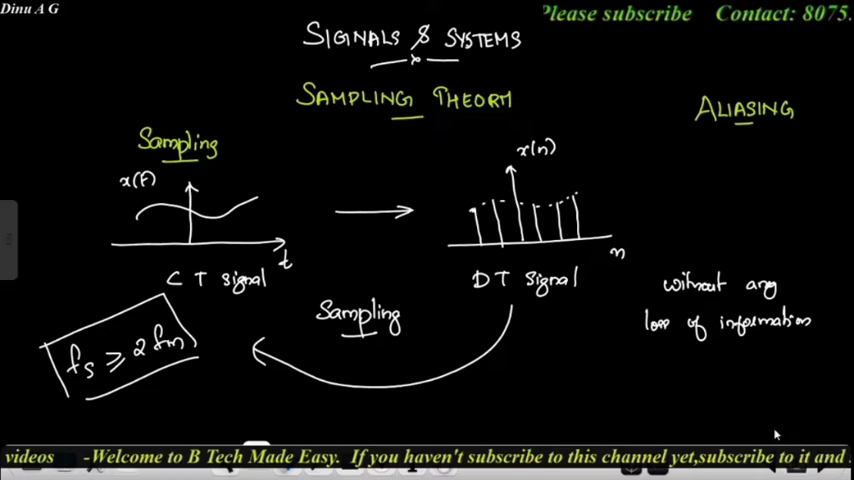 Dinu A G
Please subscribe Contact: 8075.
SIGNALS & SYSTEMS
SAMPLING THEORM
ALIASING
Sampling
x(t)
t
CT Signal
x(n)
n
DT Signal
Sampling
without any
loss of information
fs ≥ 2fm
videos -Welcome to B Tech Made Easy. If you haven't subscribe to this channel yet,subscribe to it and